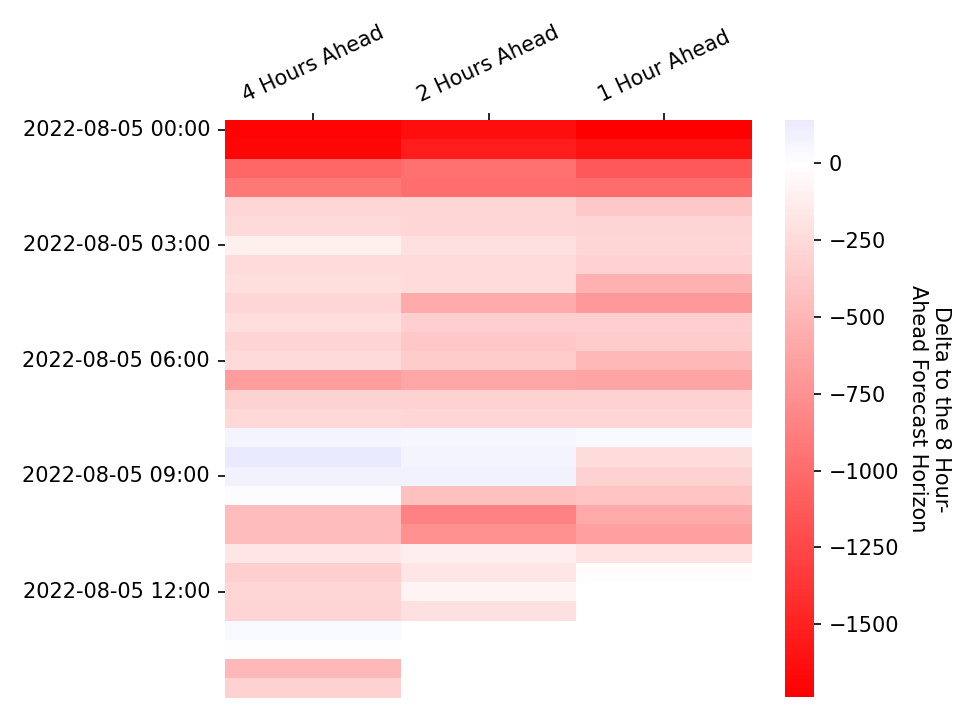 4 Hours Ahead
2 Hours Ahead
1 Hour Ahead
2022-08-05 00:00
2022-08-05 03:00
2022-08-05 06:00
2022-08-05 09:00
2022-08-05 12:00
0
−250
−500
−750
−1000
−1250
−1500
Delta to the 8 Hour-
Ahead Forecast Horizon